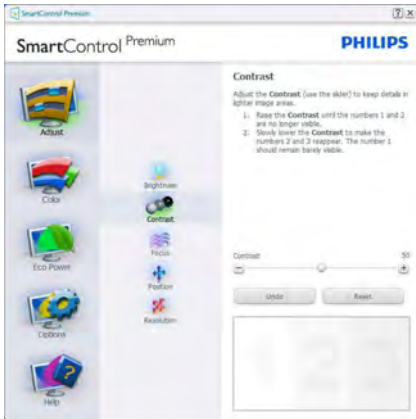 SmartControl Premium
SmartControl Premium
PHILIPS
Adjust
Color
Eco Power
Options
Help
Brightness
Contrast
Focus
Position
Resolution
Contrast
Adjust the Contrast (use the slider) to keep details in
lighter image areas.
1. Raise the Contrast until the numbers 1 and 2
are no longer visible.
2. Slowly lower the Contrast to make the
numbers 2 and 3 reappear. The number 1
should remain barely visible.
Contrast
50
Undo
Reset